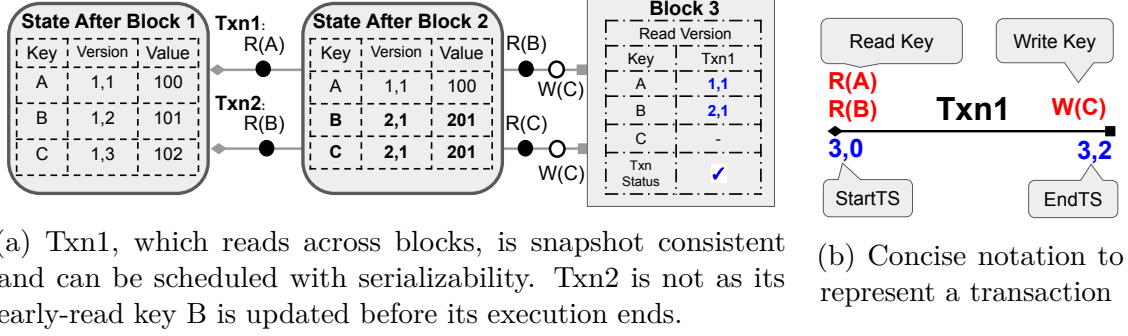 State After Block 1
Key Version Value
A 1,1 100
B 1,2 101
C 1,3 102
Txn1:
R(A)
Txn2:
R(B)
State After Block 2
Key Version Value
A 1,1 100
B 2,1 201
C 2,1 201
R(B)
W(C)
R(C)
W(C)
Block 3
Read Version
Key Txn1
A 1,1
B 2,1
C -
Txn Status ✓
(a) Txn1, which reads across blocks, is snapshot consistent
and can be scheduled with serializability. Txn2 is not as its
early-read key B is updated before its execution ends.
Read Key
Write Key
R(A)
R(B)
Txn1
W(C)
3,0
3,2
StartTS
EndTS
(b) Concise notation to
represent a transaction